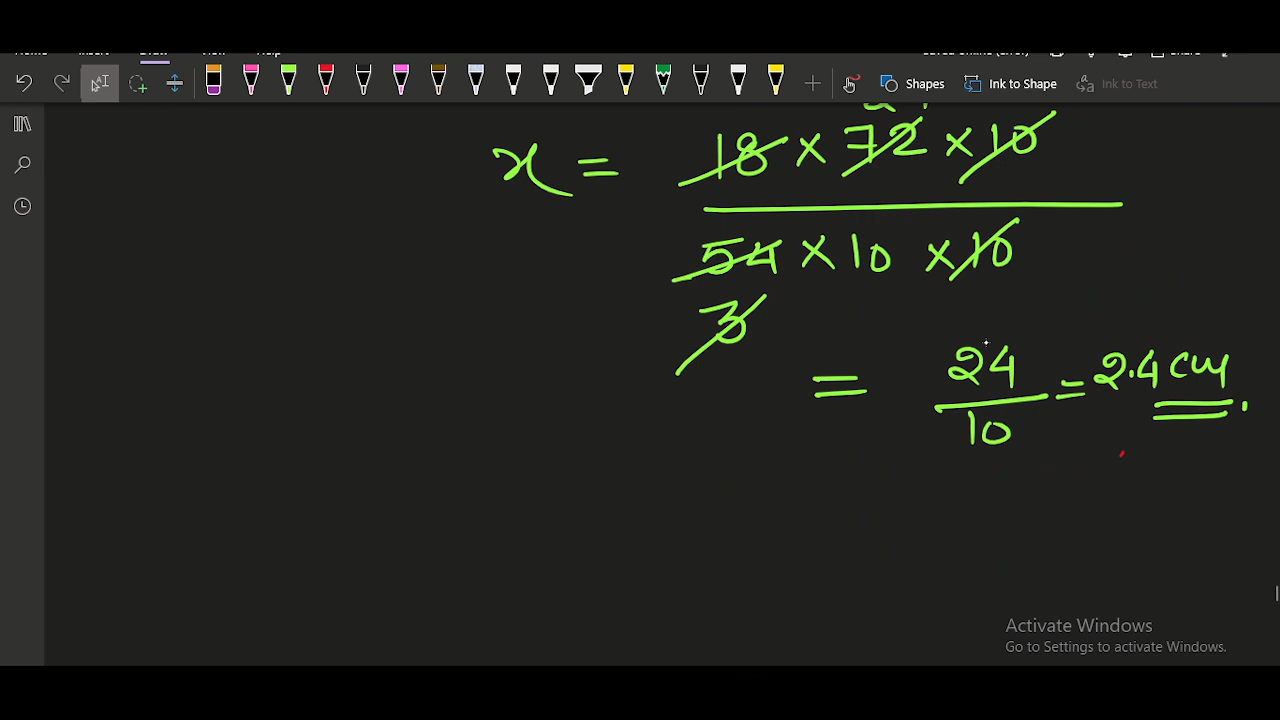 Shapes Ink to Shape Ink to Text
x = 18 × 72 × 10
54 × 10 × 10
3
= 24 = 2.4 cm.
10
Activate Windows
Go to Settings to activate Windows.